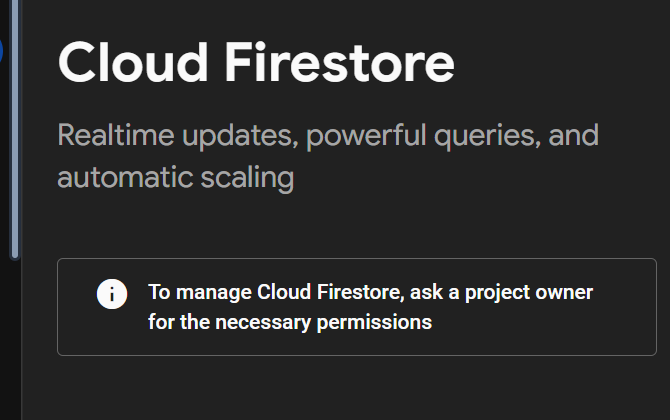 Cloud Firestore
Realtime updates, powerful queries, and
automatic scaling
To manage Cloud Firestore, ask a project owner
for the necessary permissions